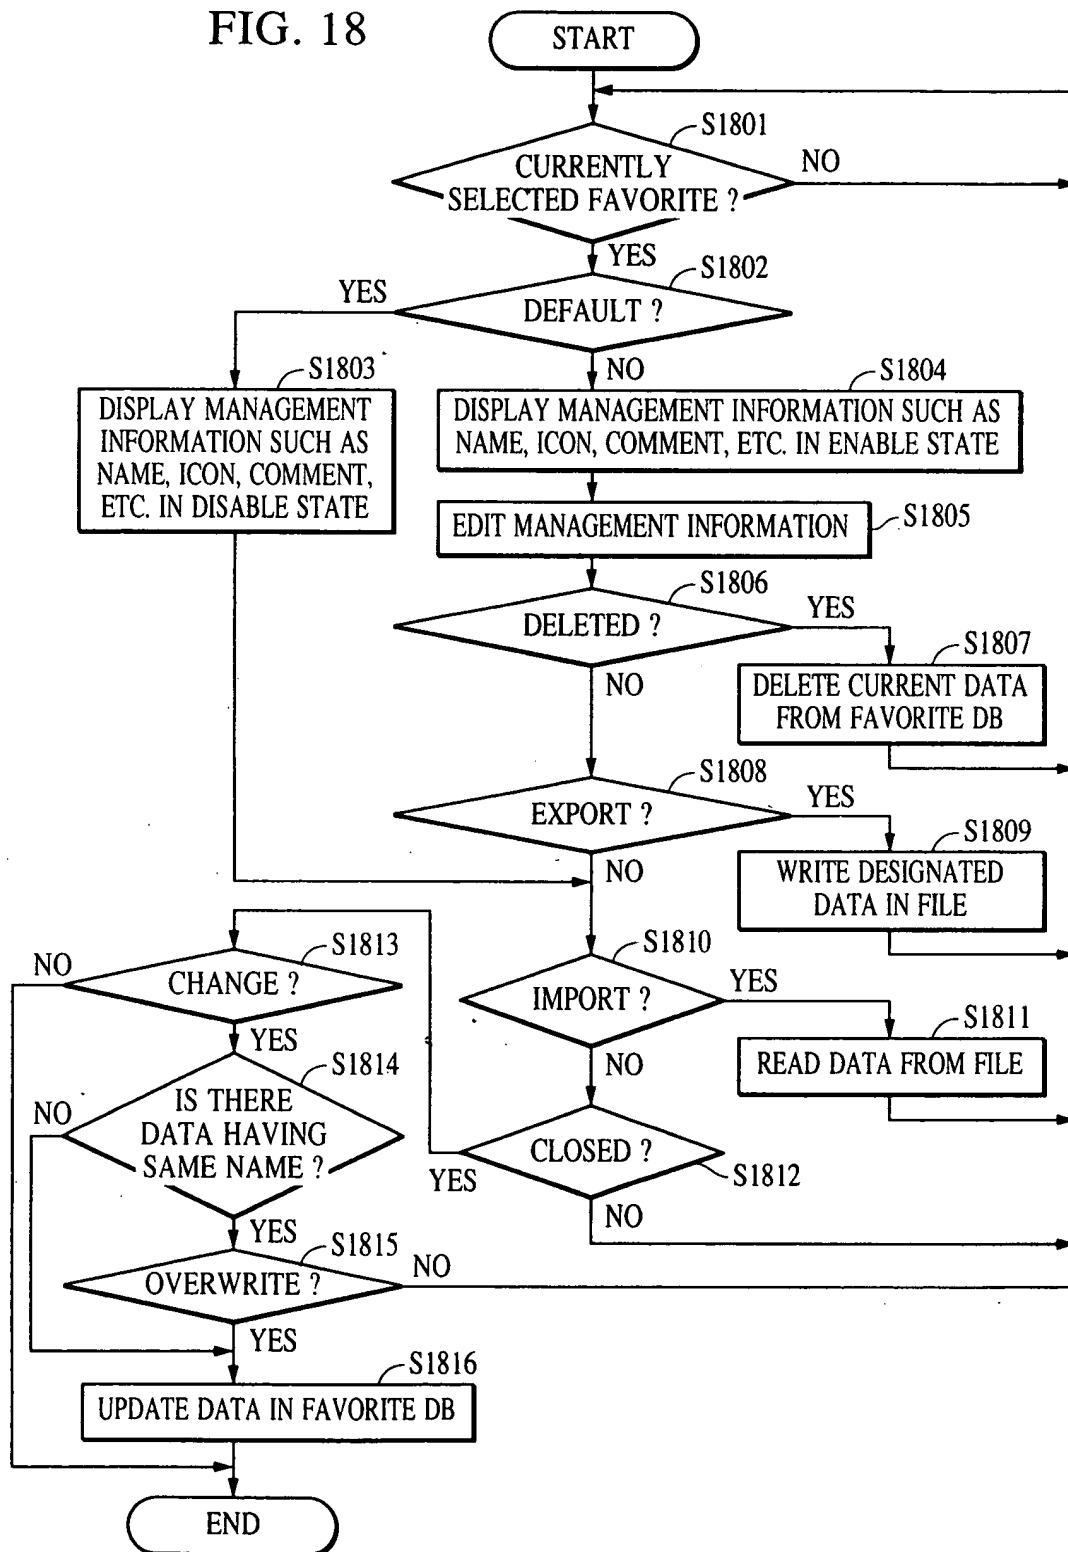 FIG. 18
START
S1801
CURRENTLY
SELECTED FAVORITE ?
NO
YES
S1802
DEFAULT ?
YES
NO
S1803
DISPLAY MANAGEMENT
INFORMATION SUCH AS
NAME, ICON, COMMENT,
ETC. IN DISABLE STATE
S1804
DISPLAY MANAGEMENT INFORMATION SUCH AS
NAME, ICON, COMMENT, ETC. IN ENABLE STATE
EDIT MANAGEMENT INFORMATION
S1805
S1806
DELETED ?
YES
NO
S1807
DELETE CURRENT DATA
FROM FAVORITE DB
S1808
EXPORT ?
YES
NO
S1809
WRITE DESIGNATED
DATA IN FILE
S1810
IMPORT ?
YES
NO
S1811
READ DATA FROM FILE
CLOSED ?
S1812
YES
NO
S1813
CHANGE ?
NO
YES
S1814
IS THERE
DATA HAVING
SAME NAME ?
NO
YES
S1815
OVERWRITE ?
NO
YES
S1816
UPDATE DATA IN FAVORITE DB
END